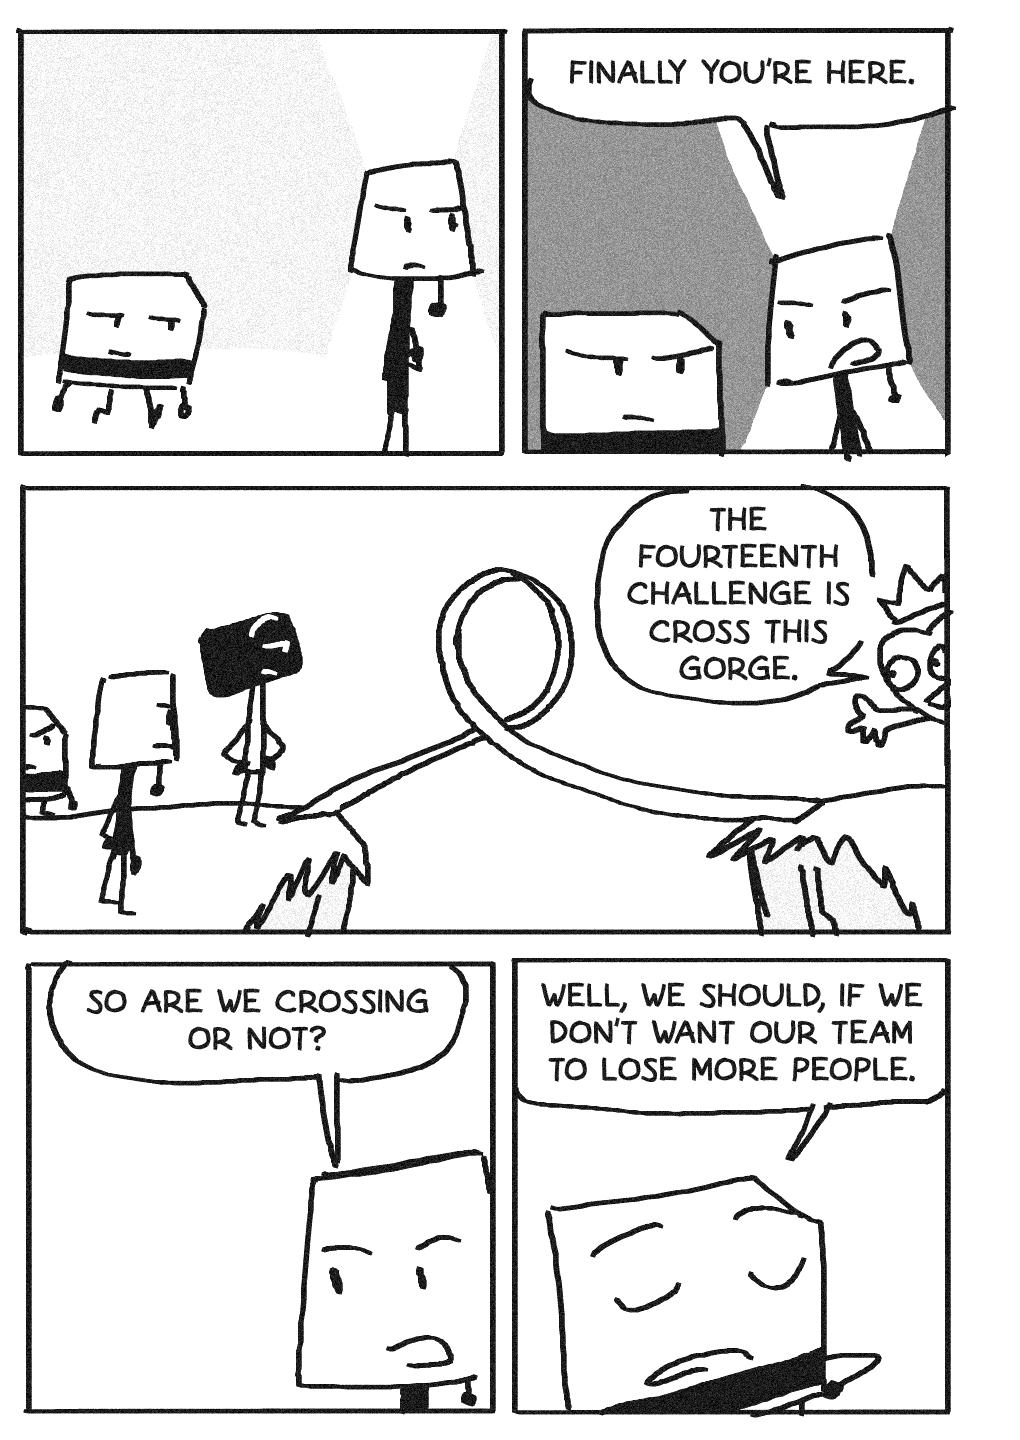 FINALLY YOU'RE HERE.
THE
FOURTEENTH
CHALLENGE IS
CROSS THIS
GORGE.
SO ARE WE CROSSING
OR NOT?
WELL, WE SHOULD, IF WE
DON'T WANT OUR TEAM
TO LOSE MORE PEOPLE.